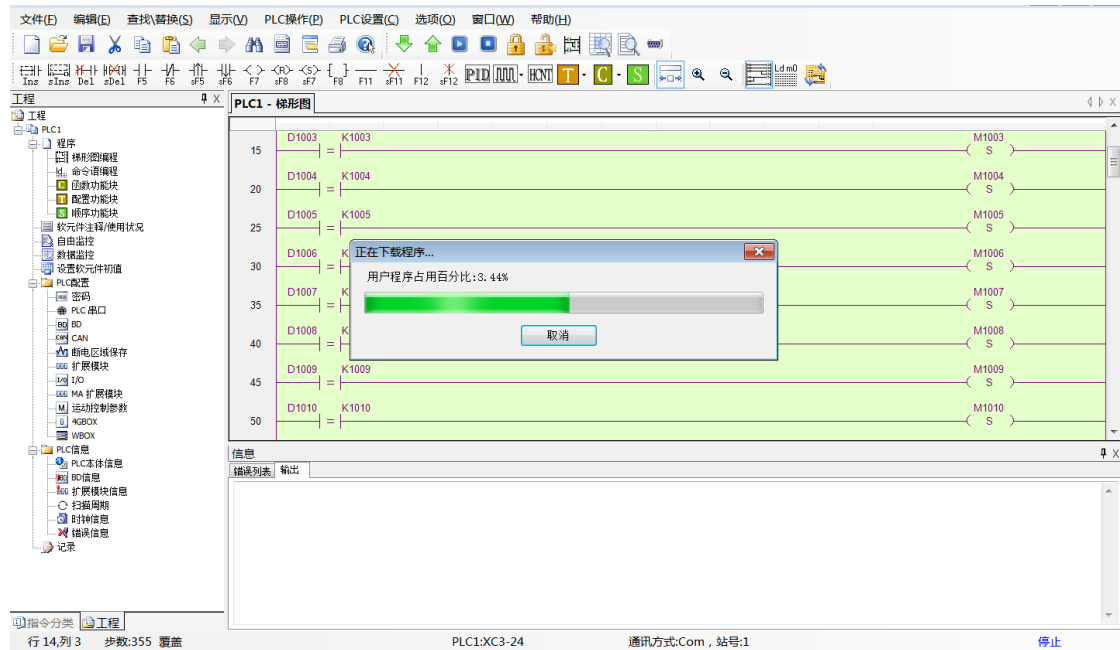 文件(F) 编辑(E) 查找\替换(S) 显示(V) PLC操作(P) PLC设置(C) 选项(O) 窗口(W) 帮助(H)
Ins sIns Del sDel F5 F6 sF5 sF6 F7 sF8 sF7 F8 F11 sF11 F12 sF12 PID HCNT T C S Ld m0
工程
PLC1 - 梯形图
工程
PLC1
程序
梯形图编程
命令语编程
函数功能块
配置功能块
顺序功能块
软元件注释/使用状况
自由监控
数据监控
设置软元件初值
PLC配置
密码
PLC 串口
BD BD
CAN CAN
断电区域保存
扩展模块
I/O I/O
MA 扩展模块
M 运动控制参数
4GBOX
WBOX
PLC信息
PLC本体信息
BD信息
扩展模块信息
扫描周期
时钟信息
错误信息
记录
指令分类 工程
D1003 K1003 M1003
15 = S
D1004 K1004 M1004
20 = S
D1005 K1005 M1005
25 = S
D1006 K M1006
30 = S
D1007 K M1007
35 = S
D1008 K M1008
40 = S
D1009 K1009 M1009
45 = S
D1010 K1010 M1010
50 = S
正在下载程序...
用户程序占用百分比:3.44%
取消
信息
错误列表 输出
行 14,列 3 步数:355 覆盖 PLC1:XC3-24 通讯方式:Com，站号:1 停止